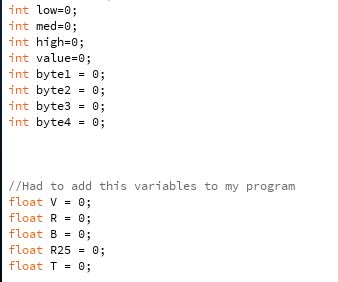 int low=0;
int med=0;
int high=0;
int value=0;
int byte1 = 0;
int byte2 = 0;
int byte3 = 0;
int byte4 = 0;
//Had to add this variables to my program
float V = 0;
float R = 0;
float B = 0;
float R25 = 0;
float T = 0;